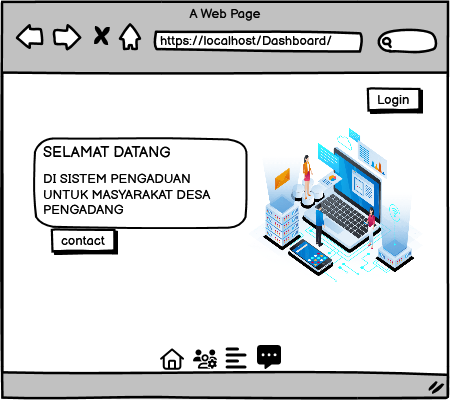 A Web Page
https://localhost/Dashboard/
Login
SELAMAT DATANG
DI SISTEM PENGADUAN
UNTUK MASYARAKAT DESA
PENGADANG
contact